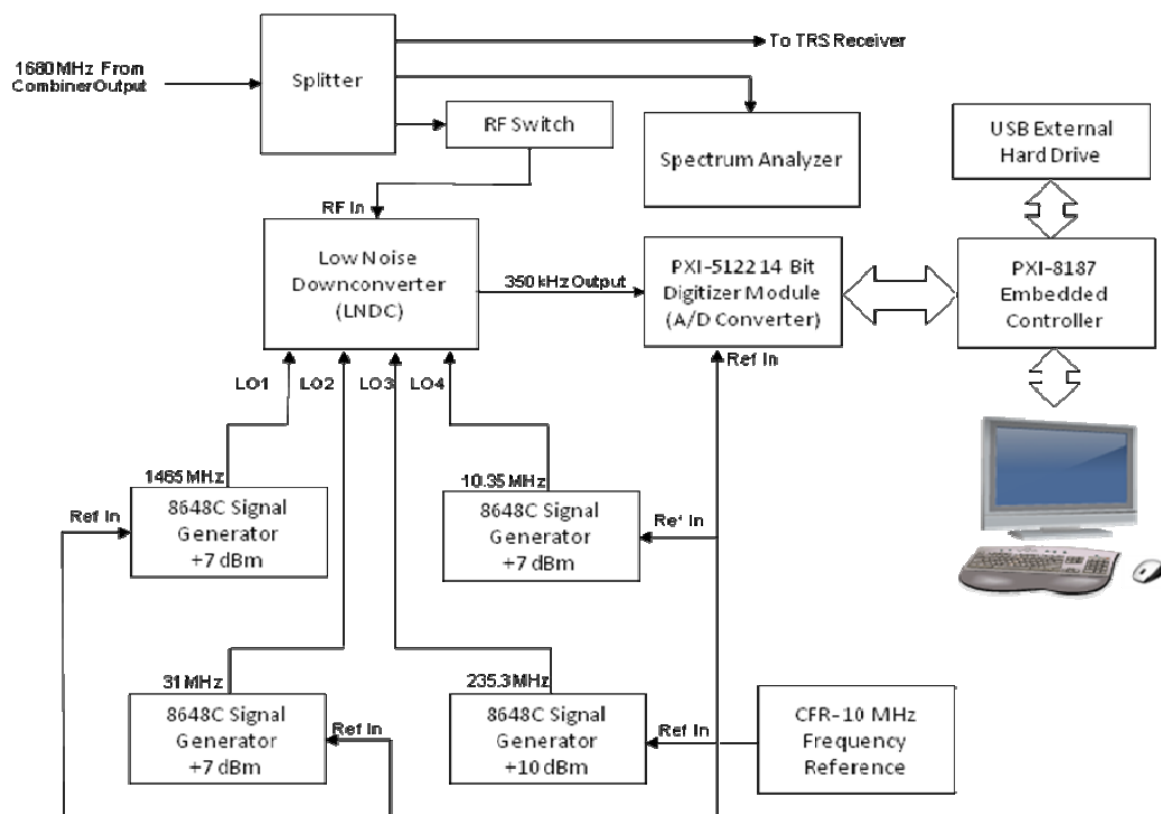 To TRS Receiver
1680 MHz From
Combiner Output
Splitter
RF Switch
Spectrum Analyzer
USB External
Hard Drive
RF In
Low Noise
Downconverter
(LNDC)
350 kHz Output
PXI-5122 14 Bit
Digitizer Module
(A/D Converter)
PXI-8187
Embedded
Controller
Ref In
LO1
LO2
LO3
LO4
1465 MHz
10.35 MHz
Ref In
8648C Signal
Generator
+7 dBm
8648C Signal
Generator
+7 dBm
Ref In
31 MHz
235.3 MHz
8648C Signal
Generator
+7 dBm
Ref In
8648C Signal
Generator
+10 dBm
Ref In
CFR-10 MHz
Frequency
Reference